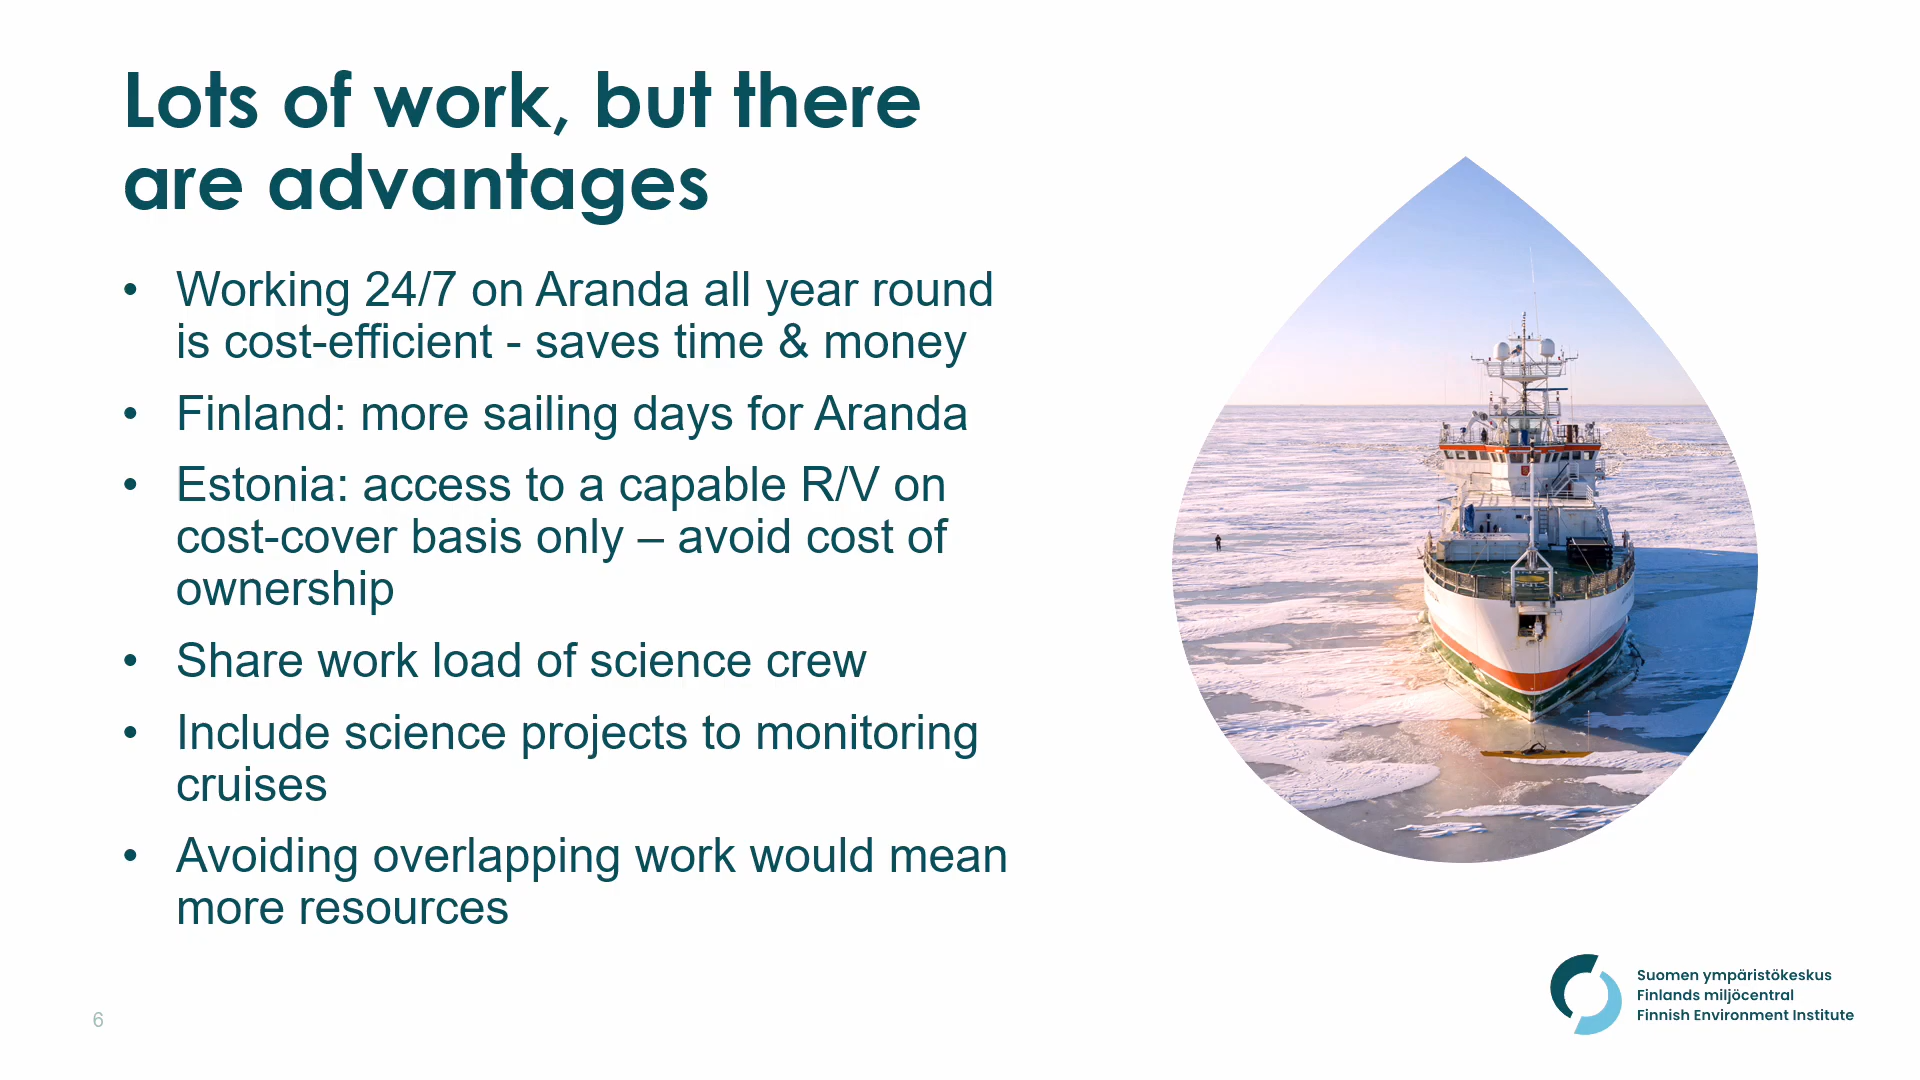 Lots of work, but there
are advantages
• Working 24/7 on Aranda all year round
is cost-efficient - saves time & money
• Finland: more sailing days for Aranda
• Estonia: access to a capable R/V on
cost-cover basis only – avoid cost of
ownership
• Share work load of science crew
• Include science projects to monitoring
cruises
• Avoiding overlapping work would mean
more resources
6
Suomen ympäristökeskus
Finlands miljöcentral
Finnish Environment Institute